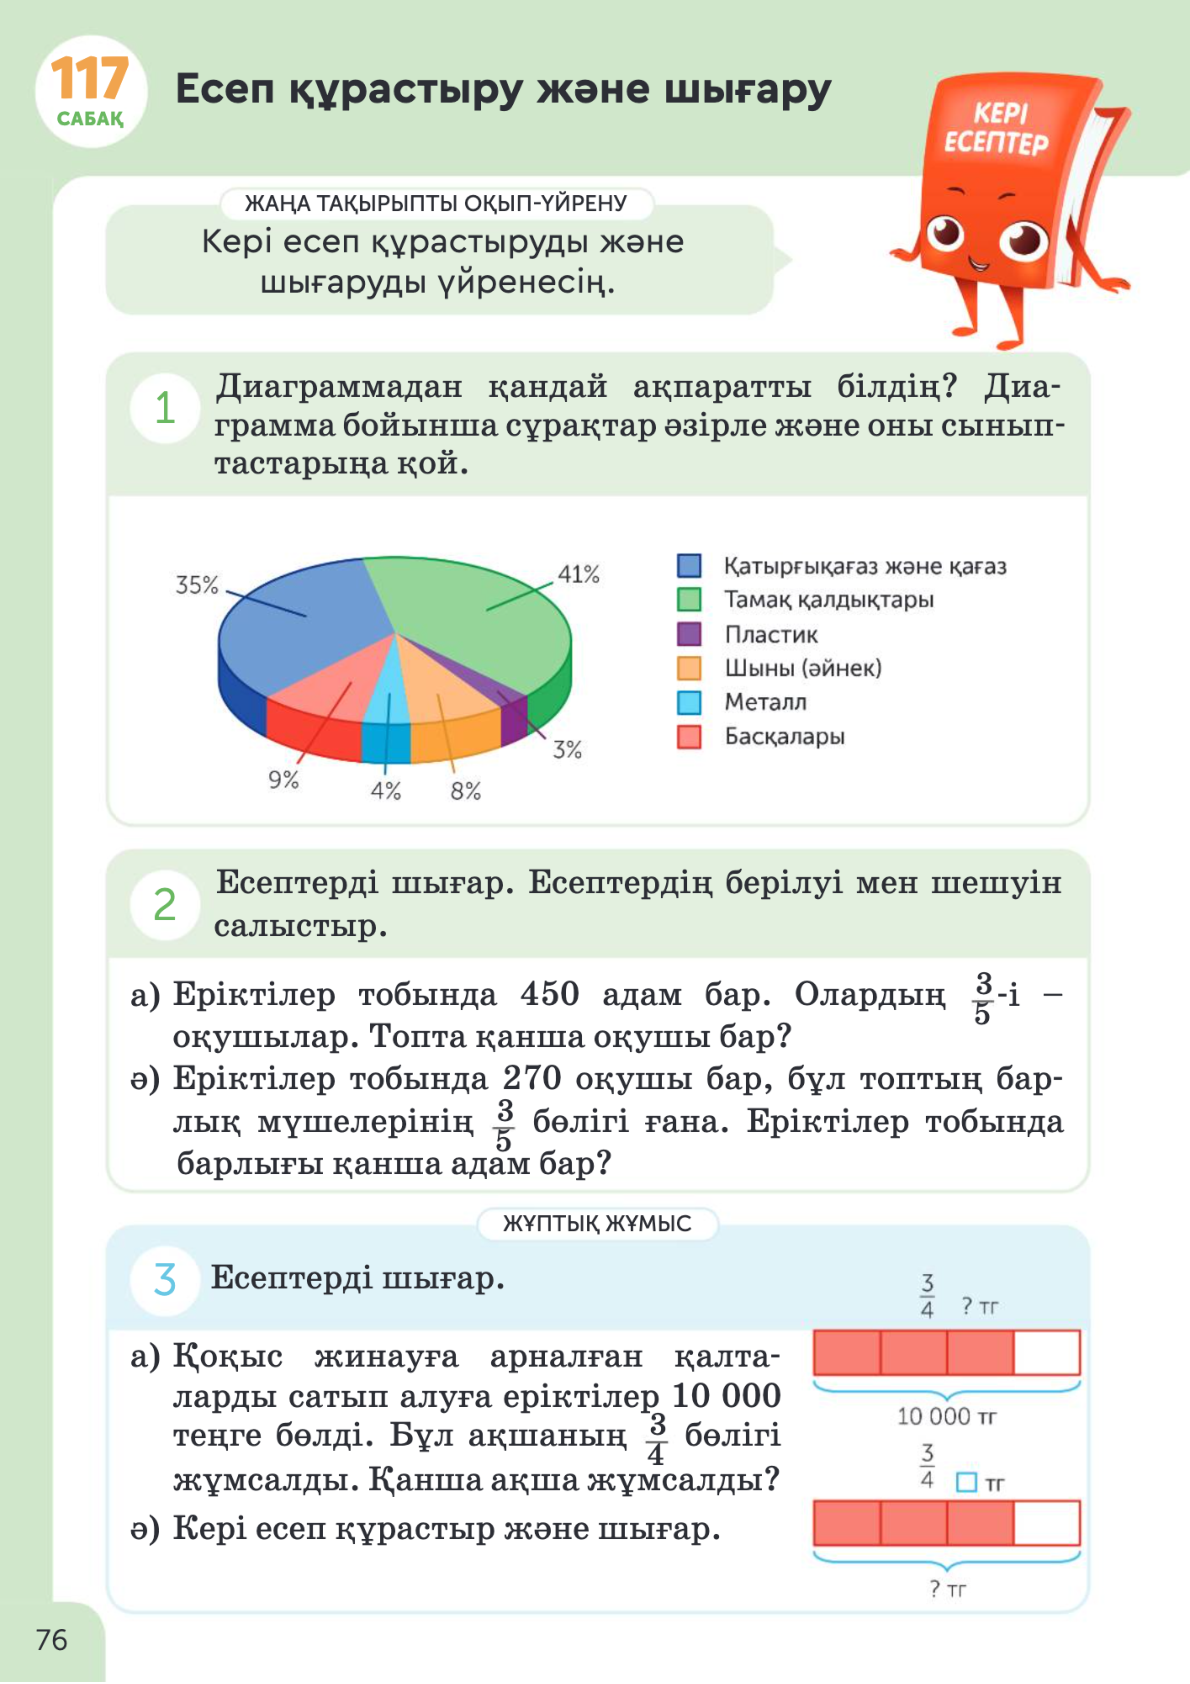 117
САБАҚ
Есеп құрастыру және шығару
КЕРІ
ЕСЕПТЕР
ЖАҢА ТАҚЫРЫПТЫ ОҚЫП-ҮЙРЕНУ
Кері есеп құрастыруды және
шығаруды үйренесің.
1
Диаграммадан қандай ақпаратты білдің? Диа-
грамма бойынша сұрақтар әзірле және оны сынып-
тастарыңа қой.
35%
41%
9%
4%
8%
3%
Қатырғықағаз және қағаз
Тамақ қалдықтары
Пластик
Шыны (әйнек)
Металл
Басқалары
2
Есептерді шығар. Есептердің берілуі мен шешуін
салыстыр.
а) Еріктілер тобында 450 адам бар. Олардың 3/5-і –
оқушылар. Топта қанша оқушы бар?
ә) Еріктілер тобында 270 оқушы бар, бұл топтың бар-
лық мүшелерінің 3/5 бөлігі ғана. Еріктілер тобында
барлығы қанша адам бар?
ЖҰПТЫҚ ЖҰМЫС
3
Есептерді шығар.
а) Қоқыс жинауға арналған қалта-
ларды сатып алуға еріктілер 10 000
теңге бөлді. Бұл ақшаның 3/4 бөлігі
жұмсалды. Қанша ақша жұмсалды?
ә) Кері есеп құрастыр және шығар.
3/4 ? тг
10 000 тг
3/4 □ тг
? тг
76